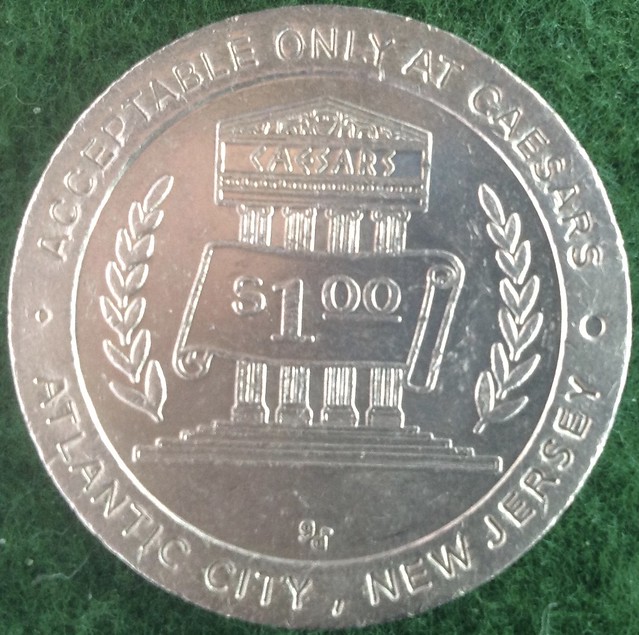 ACCEPTABLE ONLY AT CAESARS
CAESARS
$1.00
ATLANTIC CITY, NEW JERSEY